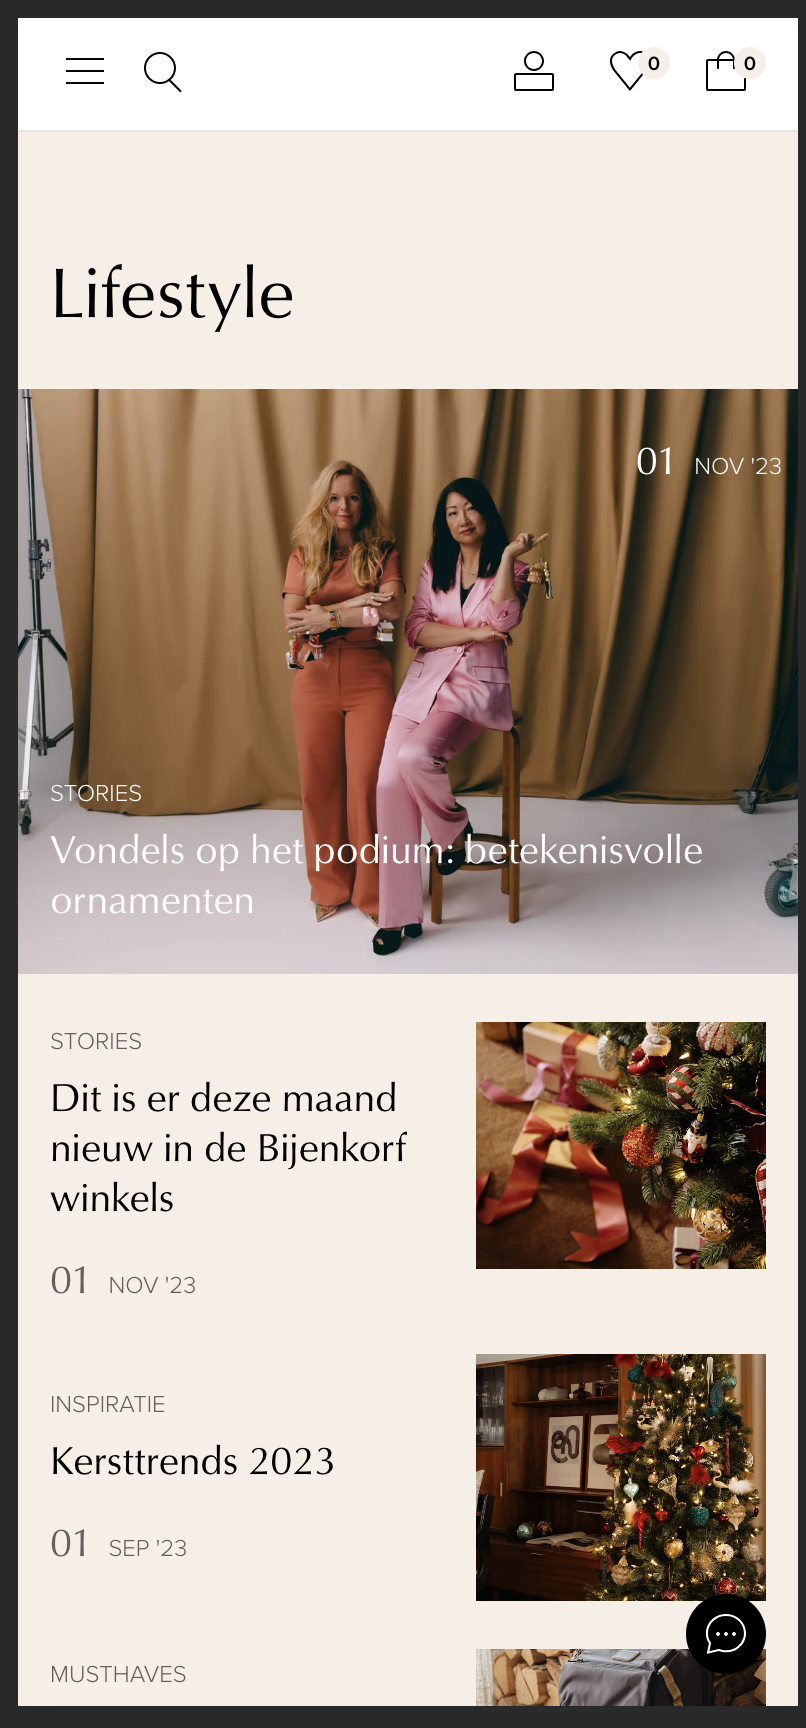 0
0
Lifestyle
01 NOV '23
STORIES
Vondels op het podium: betekenisvolle
ornamenten
STORIES
Dit is er deze maand
nieuw in de Bijenkorf
winkels
01 NOV '23
INSPIRATIE
Kersttrends 2023
01 SEP '23
MUSTHAVES